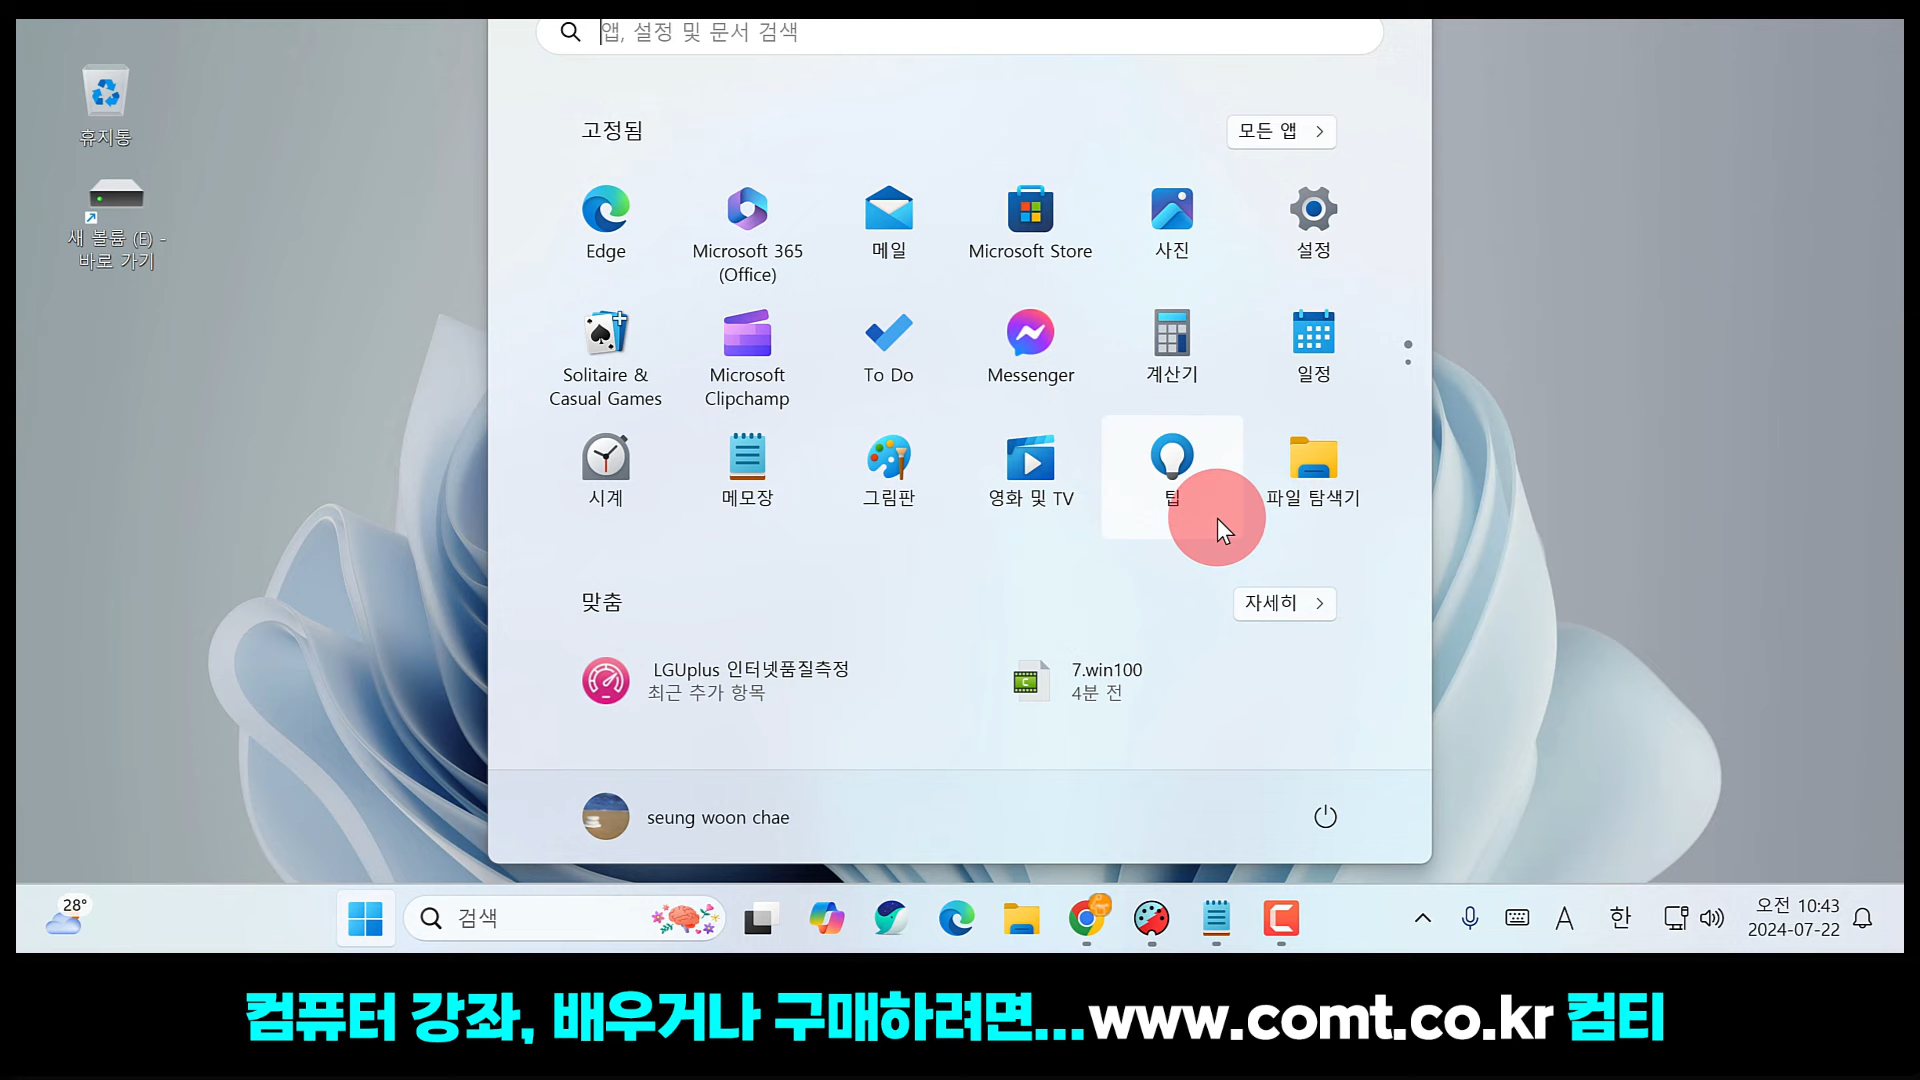 앱, 설정 및 문서 검색
휴지통
새 볼륨 (E) -
바로 가기
고정됨
모든 앱
Edge
Microsoft 365
(Office)
메일
Microsoft Store
사진
설정
Solitaire &
Casual Games
Microsoft
Clipchamp
To Do
Messenger
계산기
일정
시계
메모장
그림판
영화 및 TV
팁
파일 탐색기
맞춤
자세히
LGUplus 인터넷품질측정
최근 추가 항목
7.win100
4분 전
seung woon chae
28°
검색
A
한
오전 10:43
2024-07-22
컴퓨터 강좌, 배우거나 구매하려면...www.comt.co.kr 컴티